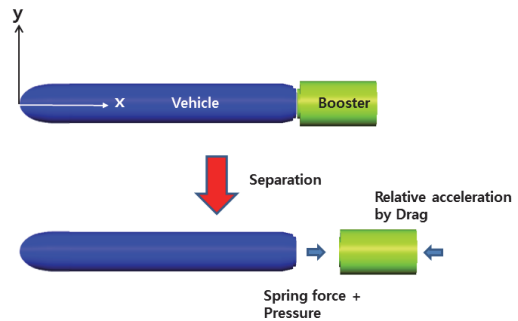 y
x
Vehicle
Booster
Separation
Relative acceleration
by Drag
Spring force +
Pressure